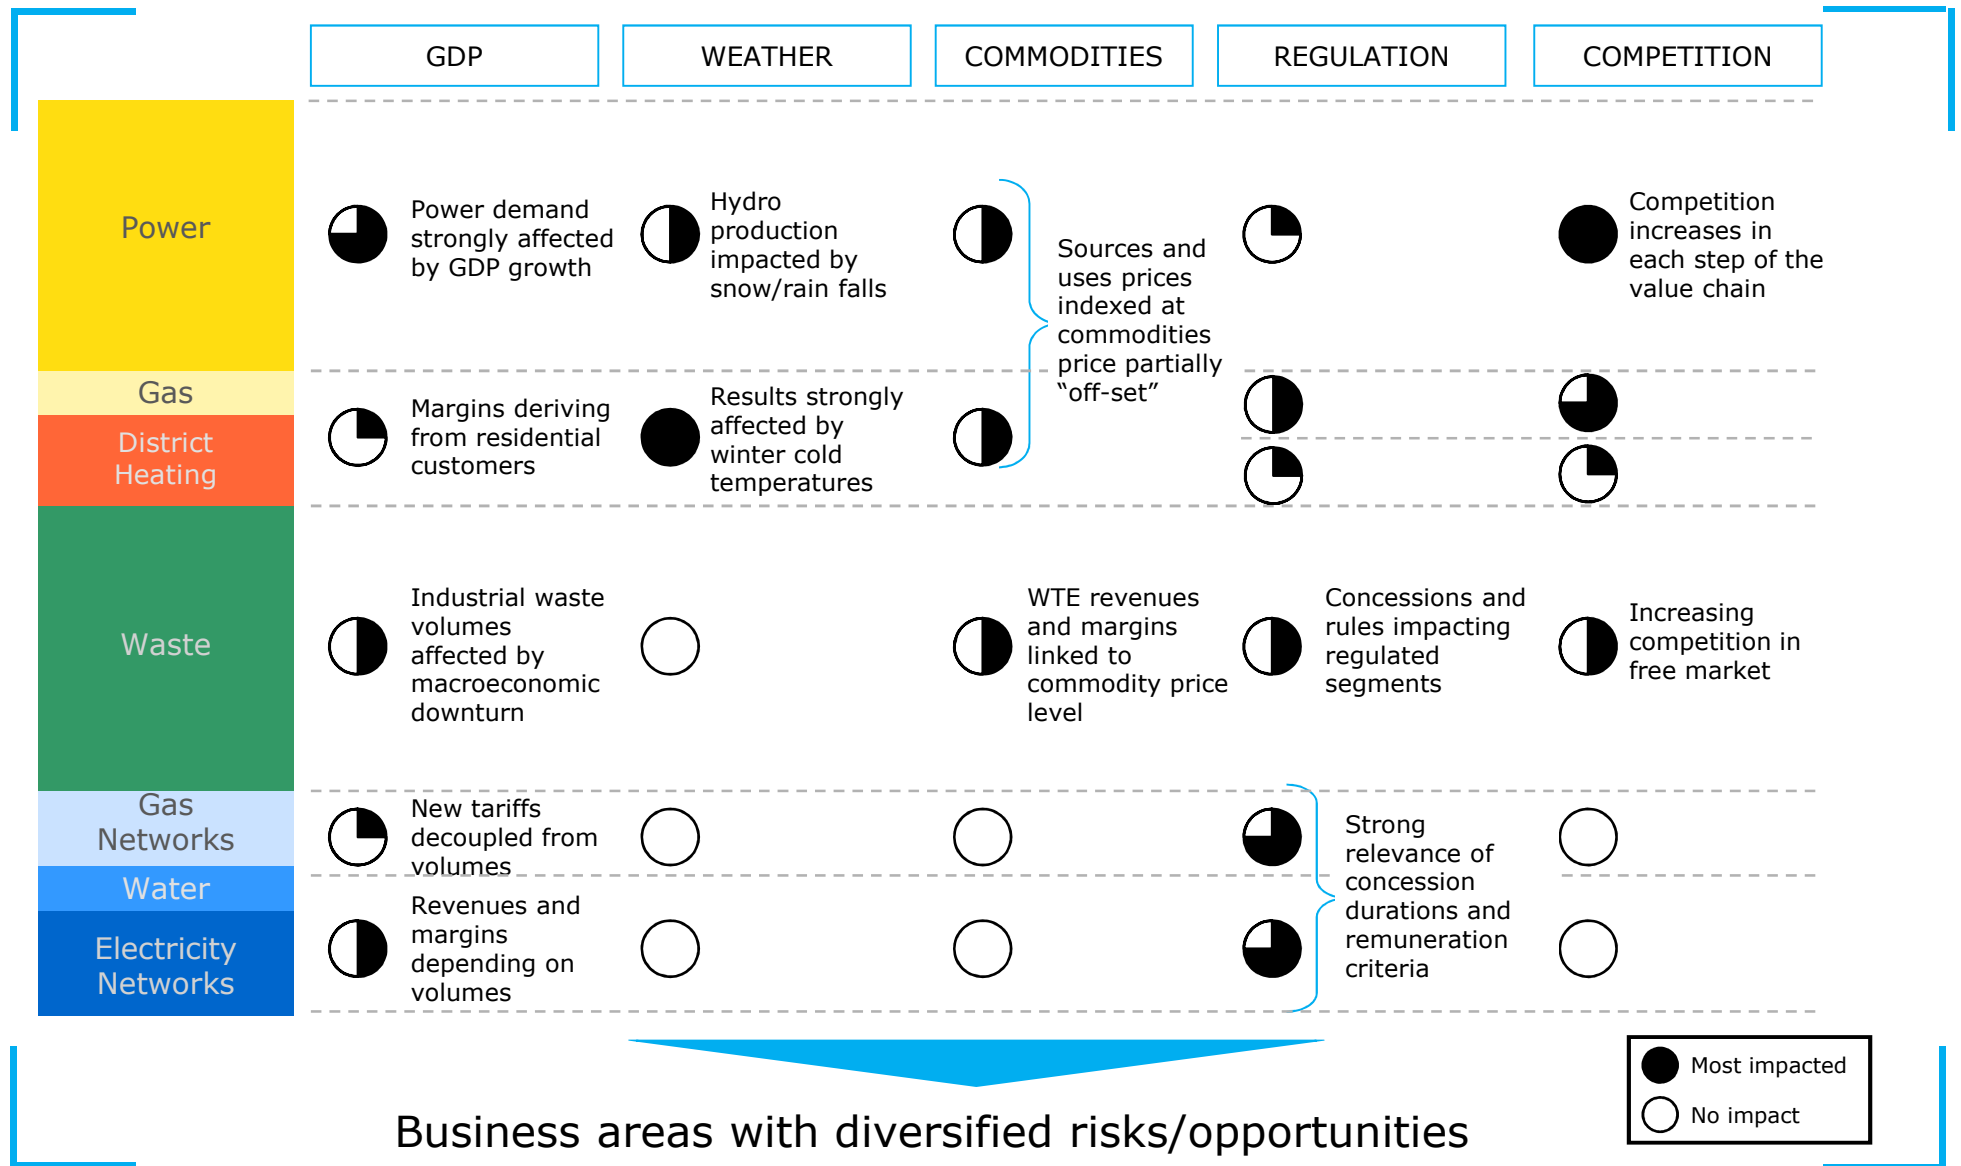 GDP
WEATHER
COMMODITIES
REGULATION
COMPETITION
Power
Power demand
strongly affected
by GDP growth
Hydro
production
impacted by
snow/rain falls
Sources and
uses prices
indexed at
commodities
price partially
“off-set”
Competition
increases in
each step of the
value chain
Gas
District
Heating
Margins deriving
from residential
customers
Results strongly
affected by
winter cold
temperatures
Waste
Industrial waste
volumes
affected by
macroeconomic
downturn
WTE revenues
and margins
linked to
commodity price
level
Concessions and
rules impacting
regulated
segments
Increasing
competition in
free market
Gas
Networks
New tariffs
decoupled from
volumes
Strong
relevance of
concession
durations and
remuneration
criteria
Water
Electricity
Networks
Revenues and
margins
depending on
volumes
Most impacted
No impact
Business areas with diversified risks/opportunities